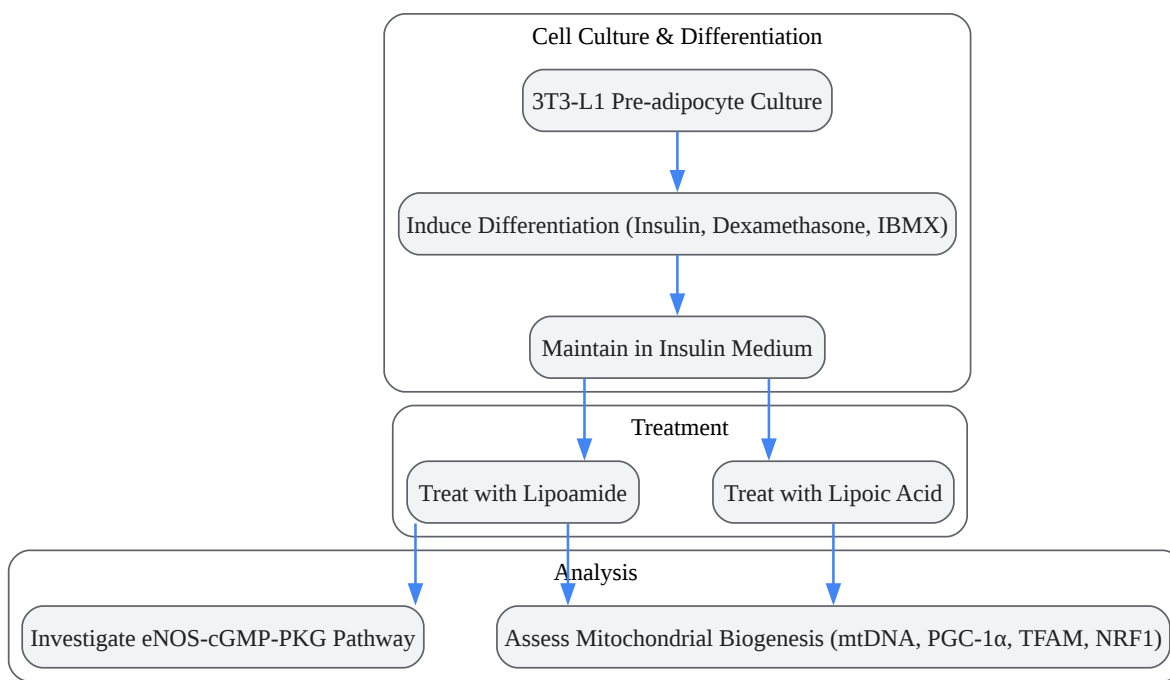 Cell Culture & Differentiation
3T3-L1 Pre-adipocyte Culture
Induce Differentiation (Insulin, Dexamethasone, IBMX)
Maintain in Insulin Medium
Treatment
Treat with Lipoamide
Treat with Lipoic Acid
Analysis
Investigate eNOS-cGMP-PKG Pathway
Assess Mitochondrial Biogenesis (mtDNA, PGC-1α, TFAM, NRF1)